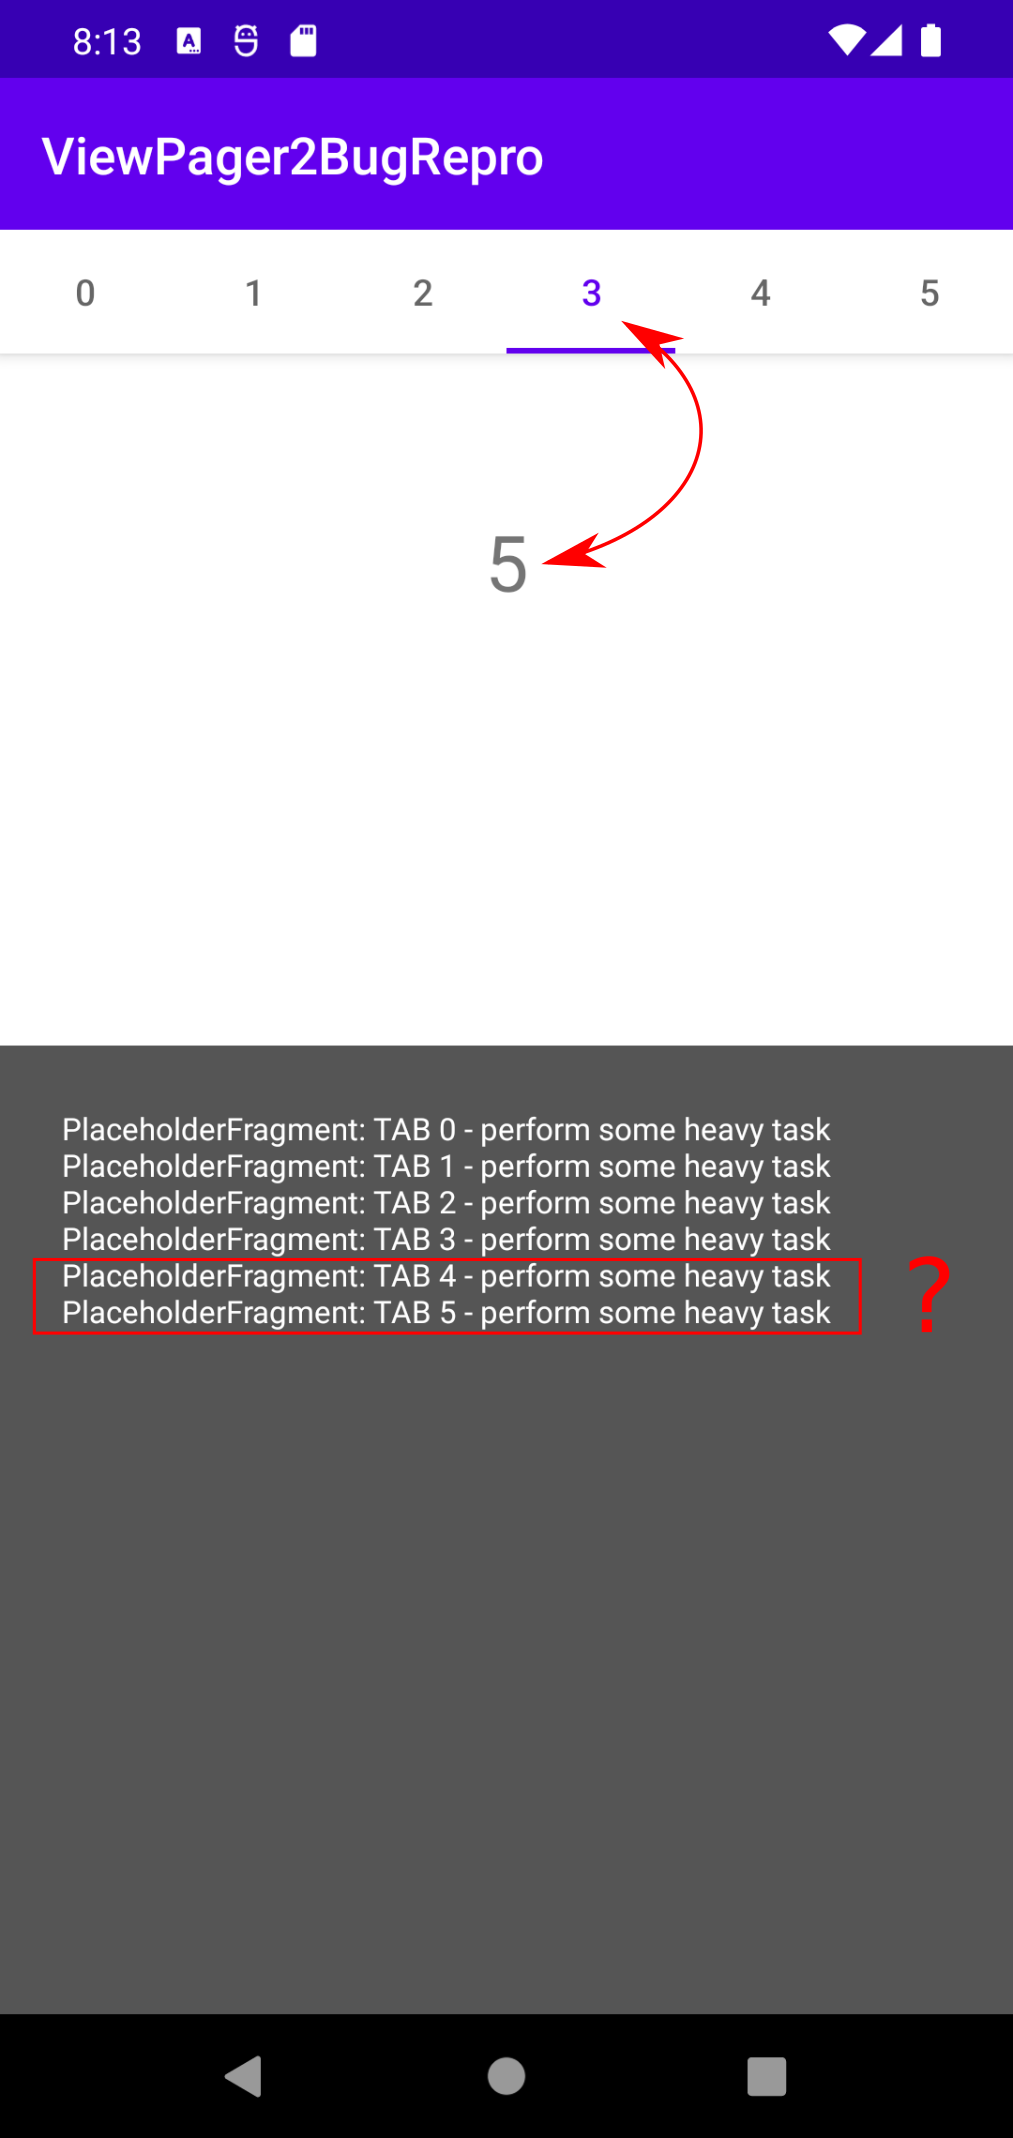 8:13
ViewPager2BugRepro
0 1 2 3 4 5
5
PlaceholderFragment: TAB 0 - perform some heavy task
PlaceholderFragment: TAB 1 - perform some heavy task
PlaceholderFragment: TAB 2 - perform some heavy task
PlaceholderFragment: TAB 3 - perform some heavy task
PlaceholderFragment: TAB 4 - perform some heavy task
PlaceholderFragment: TAB 5 - perform some heavy task
?